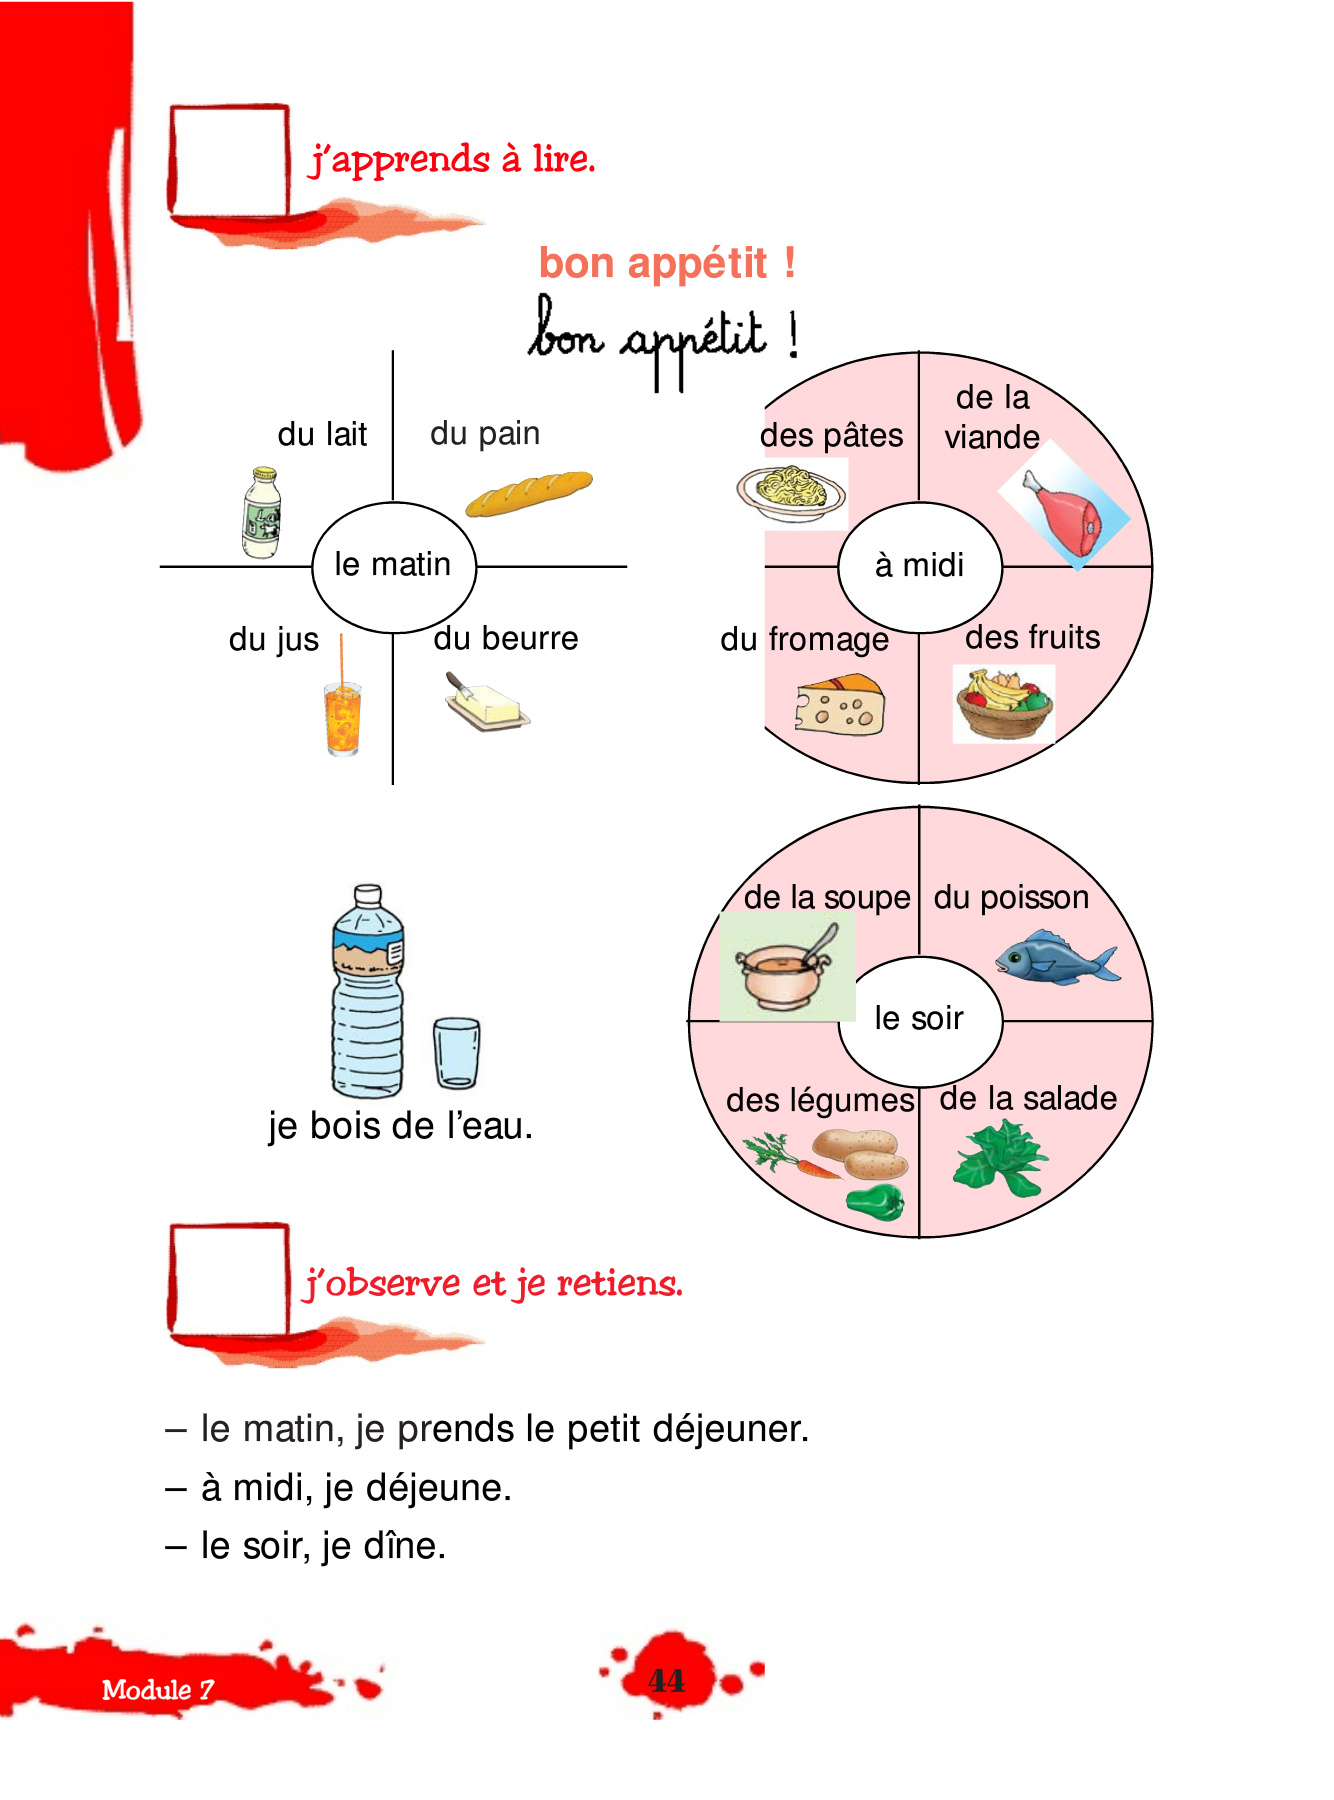 j'apprends à lire.
bon appétit !
bon appétit !
du lait
du pain
le matin
du jus
du beurre
des pâtes
de la
viande
à midi
du fromage
des fruits
de la soupe
du poisson
le soir
des légumes
de la salade
je bois de l'eau.
j'observe et je retiens.
– le matin, je prends le petit déjeuner.
– à midi, je déjeune.
– le soir, je dîne.
Module 7
44